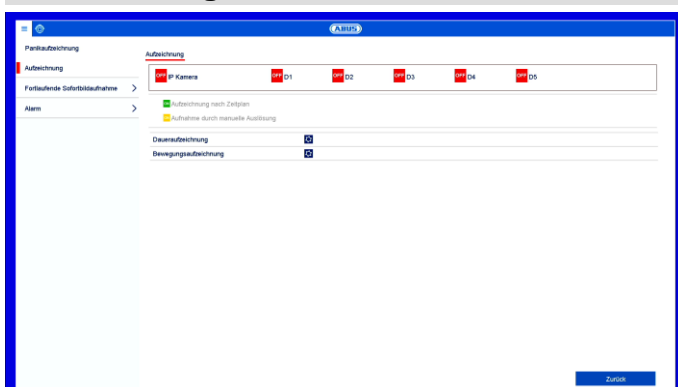 ABUS
Panikaufzeichnung
Aufzeichnung
Fortlaufende Sofortbildaufnahme
Alarm
Aufzeichnung
OFF IP Kamera OFF D1 OFF D2 OFF D3 OFF D4 OFF D5
Aufzeichnung nach Zeitplan
Aufnahme durch manuelle Auslösung
Daueraufzeichnung
Bewegungsaufzeichnung
Zurück